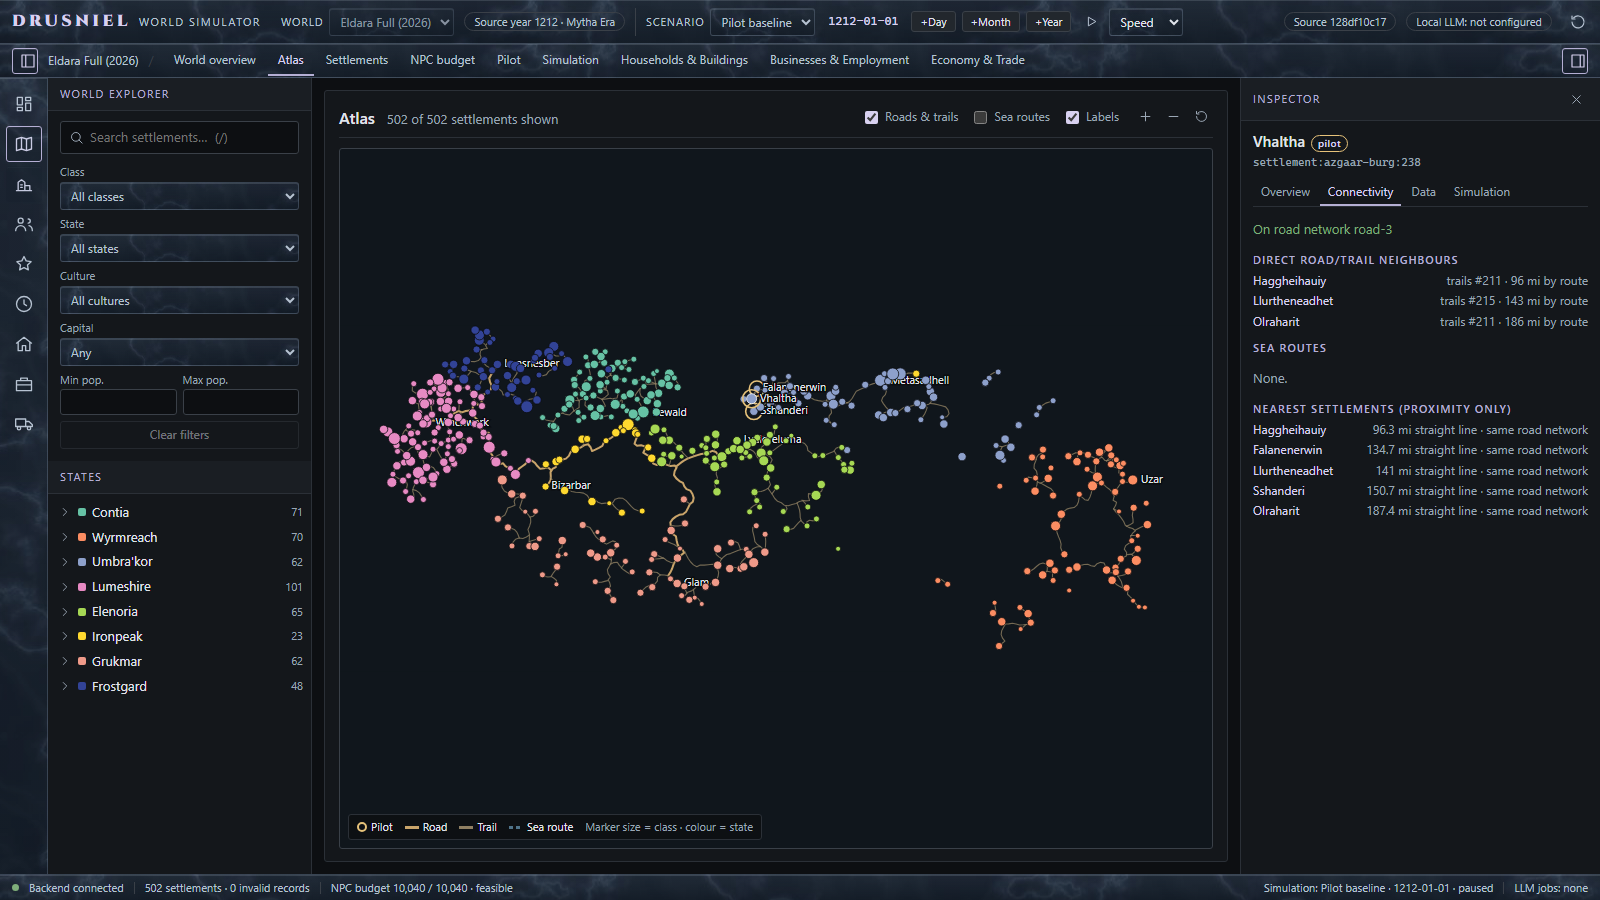 DRUSNIEL WORLD SIMULATOR WORLD Eldara Full (2026) Source year 1212 · Mytha Era SCENARIO Pilot baseline 1212-01-01 +Day +Month +Year Speed Source 128df10c17 Local LLM: not configured
Eldara Full (2026) / World overview Atlas Settlements NPC budget Pilot Simulation Households & Buildings Businesses & Employment Economy & Trade
WORLD EXPLORER
Search settlements... (/)
Class
All classes
State
All states
Culture
All cultures
Capital
Any
Min pop. Max pop.
Clear filters
STATES
Contia 71
Wyrmreach 70
Umbra'kor 62
Lumeshire 101
Elenoria 65
Ironpeak 23
Grukmar 62
Frostgard 48
Atlas 502 of 502 settlements shown Roads & trails Sea routes Labels
Falanenerwin
Vhaltha
Sshanderi
ewald
Bizarbar
Uzar
Glam
Pilot Road Trail Sea route Marker size = class · colour = state
INSPECTOR
Vhaltha pilot
settlement:azgaar-burg:238
Overview Connectivity Data Simulation
On road network road-3
DIRECT ROAD/TRAIL NEIGHBOURS
Haggheihauiy trails #211 · 96 mi by route
Llurtheneadhet trails #215 · 143 mi by route
Olraharit trails #211 · 186 mi by route
SEA ROUTES
None.
NEAREST SETTLEMENTS (PROXIMITY ONLY)
Haggheihauiy 96.3 mi straight line · same road network
Falanenerwin 134.7 mi straight line · same road network
Llurtheneadhet 141 mi straight line · same road network
Sshanderi 150.7 mi straight line · same road network
Olraharit 187.4 mi straight line · same road network
Backend connected 502 settlements · 0 invalid records NPC budget 10,040 / 10,040 · feasible Simulation: Pilot baseline · 1212-01-01 · paused LLM jobs: none